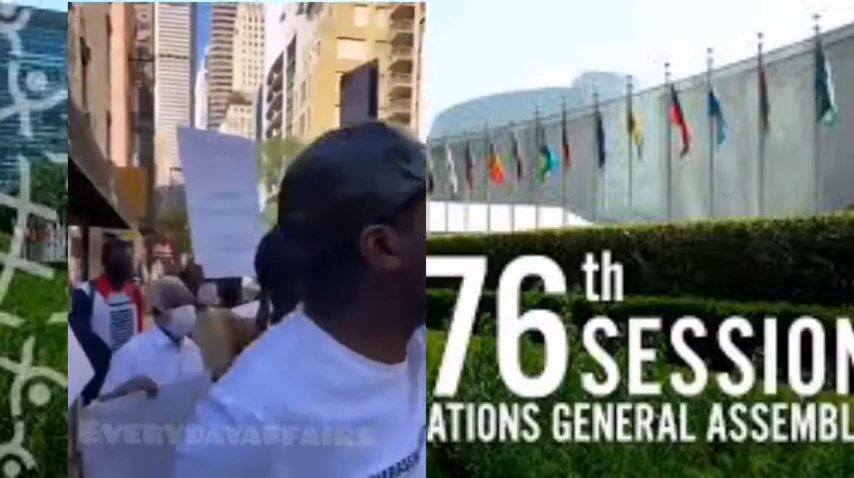 EVERYDAYAFFAIRS
76th
SESSION
ATIONS GENERAL ASSEMBL